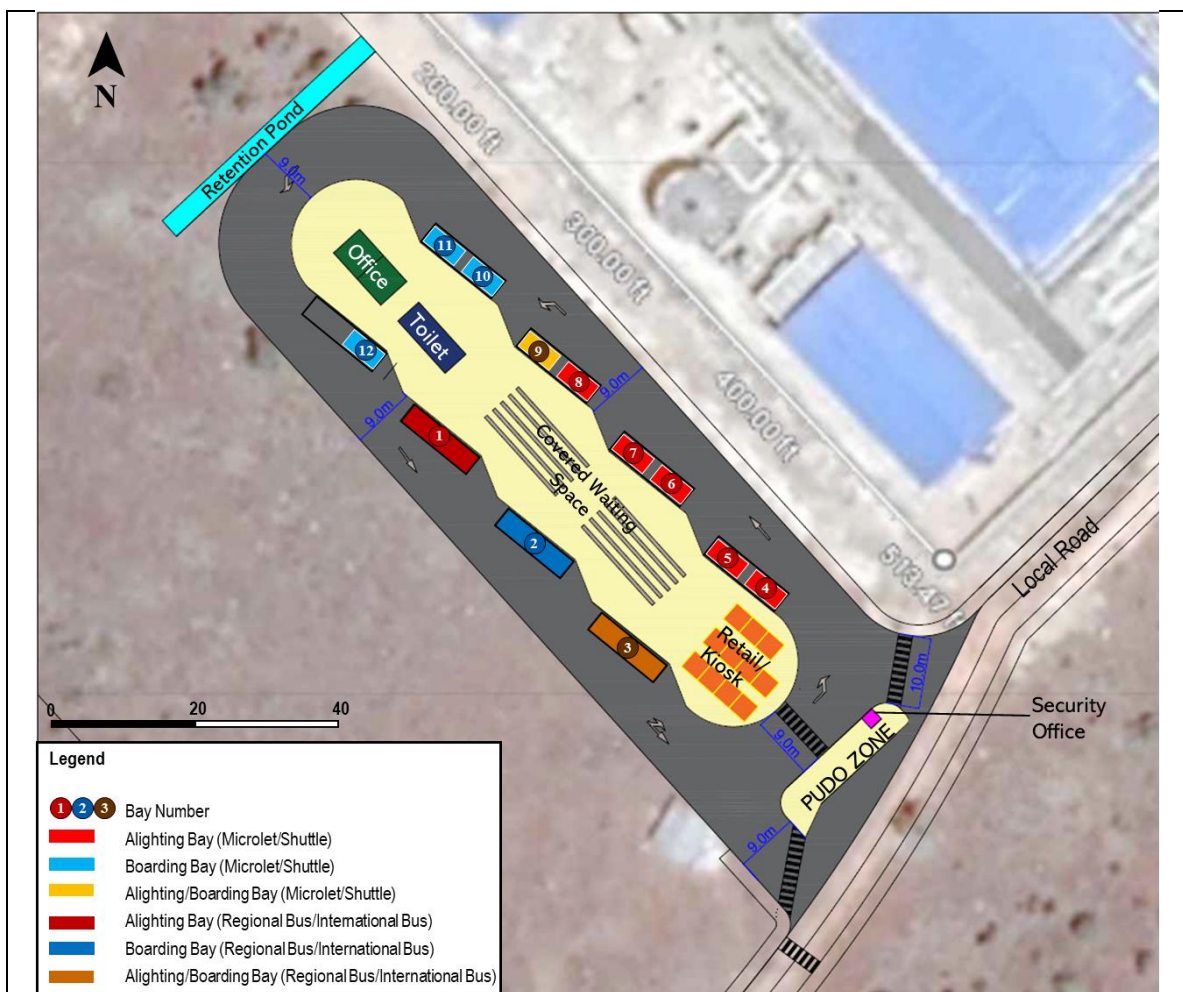 N
Retention Pond
200.00 ft
300.00 ft
400.00 ft
513.47 ft
9.0m
Office
Toilet
11
10
12
9
8
9.0m
9.0m
1
7
6
Covered Waiting
Space
2
5
4
3
Retail/
Kiosk
Local Road
10.0m
Security
Office
9.0m
PUDO ZONE
9.0m
0 20 40
Legend
1 2 3 Bay Number
Alighting Bay (Microlet/Shuttle)
Boarding Bay (Microlet/Shuttle)
Alighting/Boarding Bay (Microlet/Shuttle)
Alighting Bay (Regional Bus/International Bus)
Boarding Bay (Regional Bus/International Bus)
Alighting/Boarding Bay (Regional Bus/International Bus)